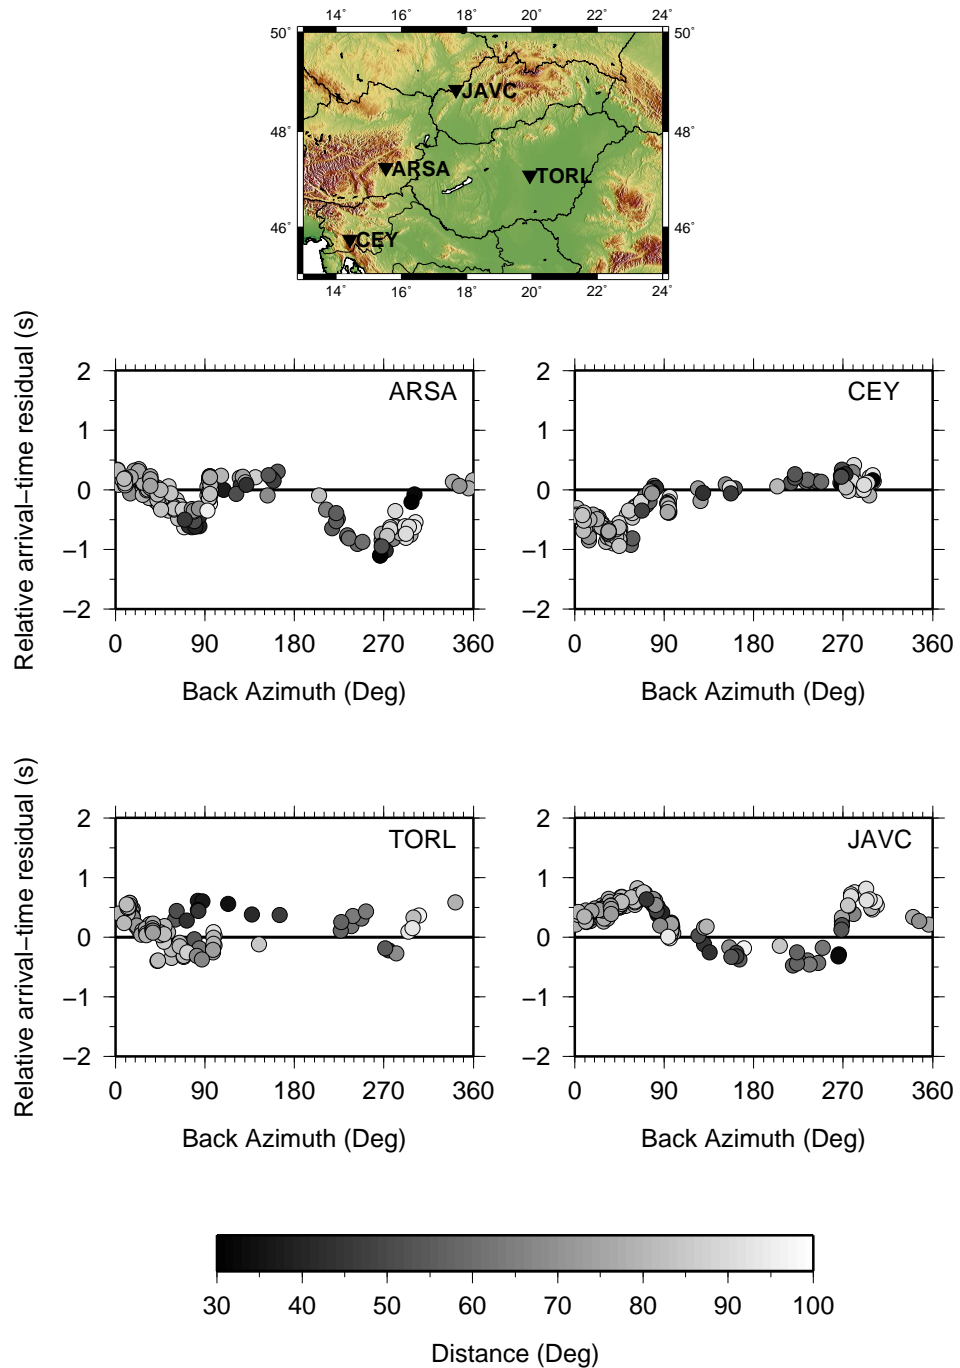 14° 16° 18° 20° 22° 24°
50° 50°
JAVC
48° 48°
ARSA TORL
46° 46°
CEY
14° 16° 18° 20° 22° 24°
Relative arrival−time residual (s)
2 2
ARSA CEY
1 1
0 0
−1 −1
−2 −2
0 90 180 270 360 0 90 180 270 360
Back Azimuth (Deg) Back Azimuth (Deg)
Relative arrival−time residual (s)
2 2
TORL JAVC
1 1
0 0
−1 −1
−2 −2
0 90 180 270 360 0 90 180 270 360
Back Azimuth (Deg) Back Azimuth (Deg)
30 40 50 60 70 80 90 100
Distance (Deg)